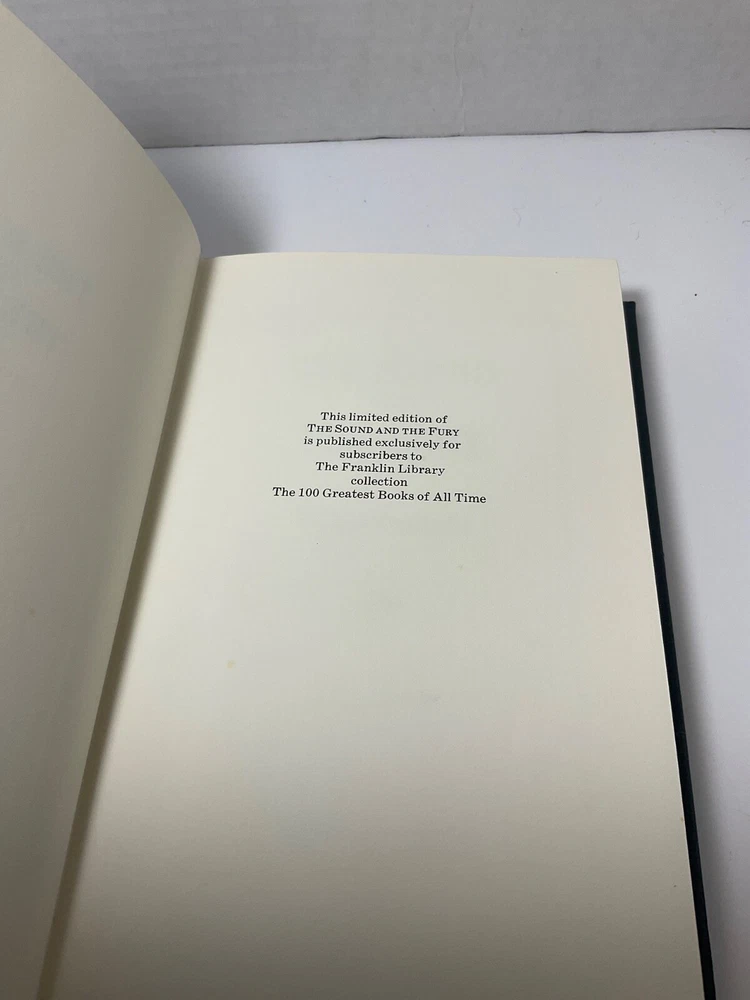 This limited edition of
THE SOUND AND THE FURY
is published exclusively for
subscribers to
The Franklin Library
collection
The 100 Greatest Books of All Time